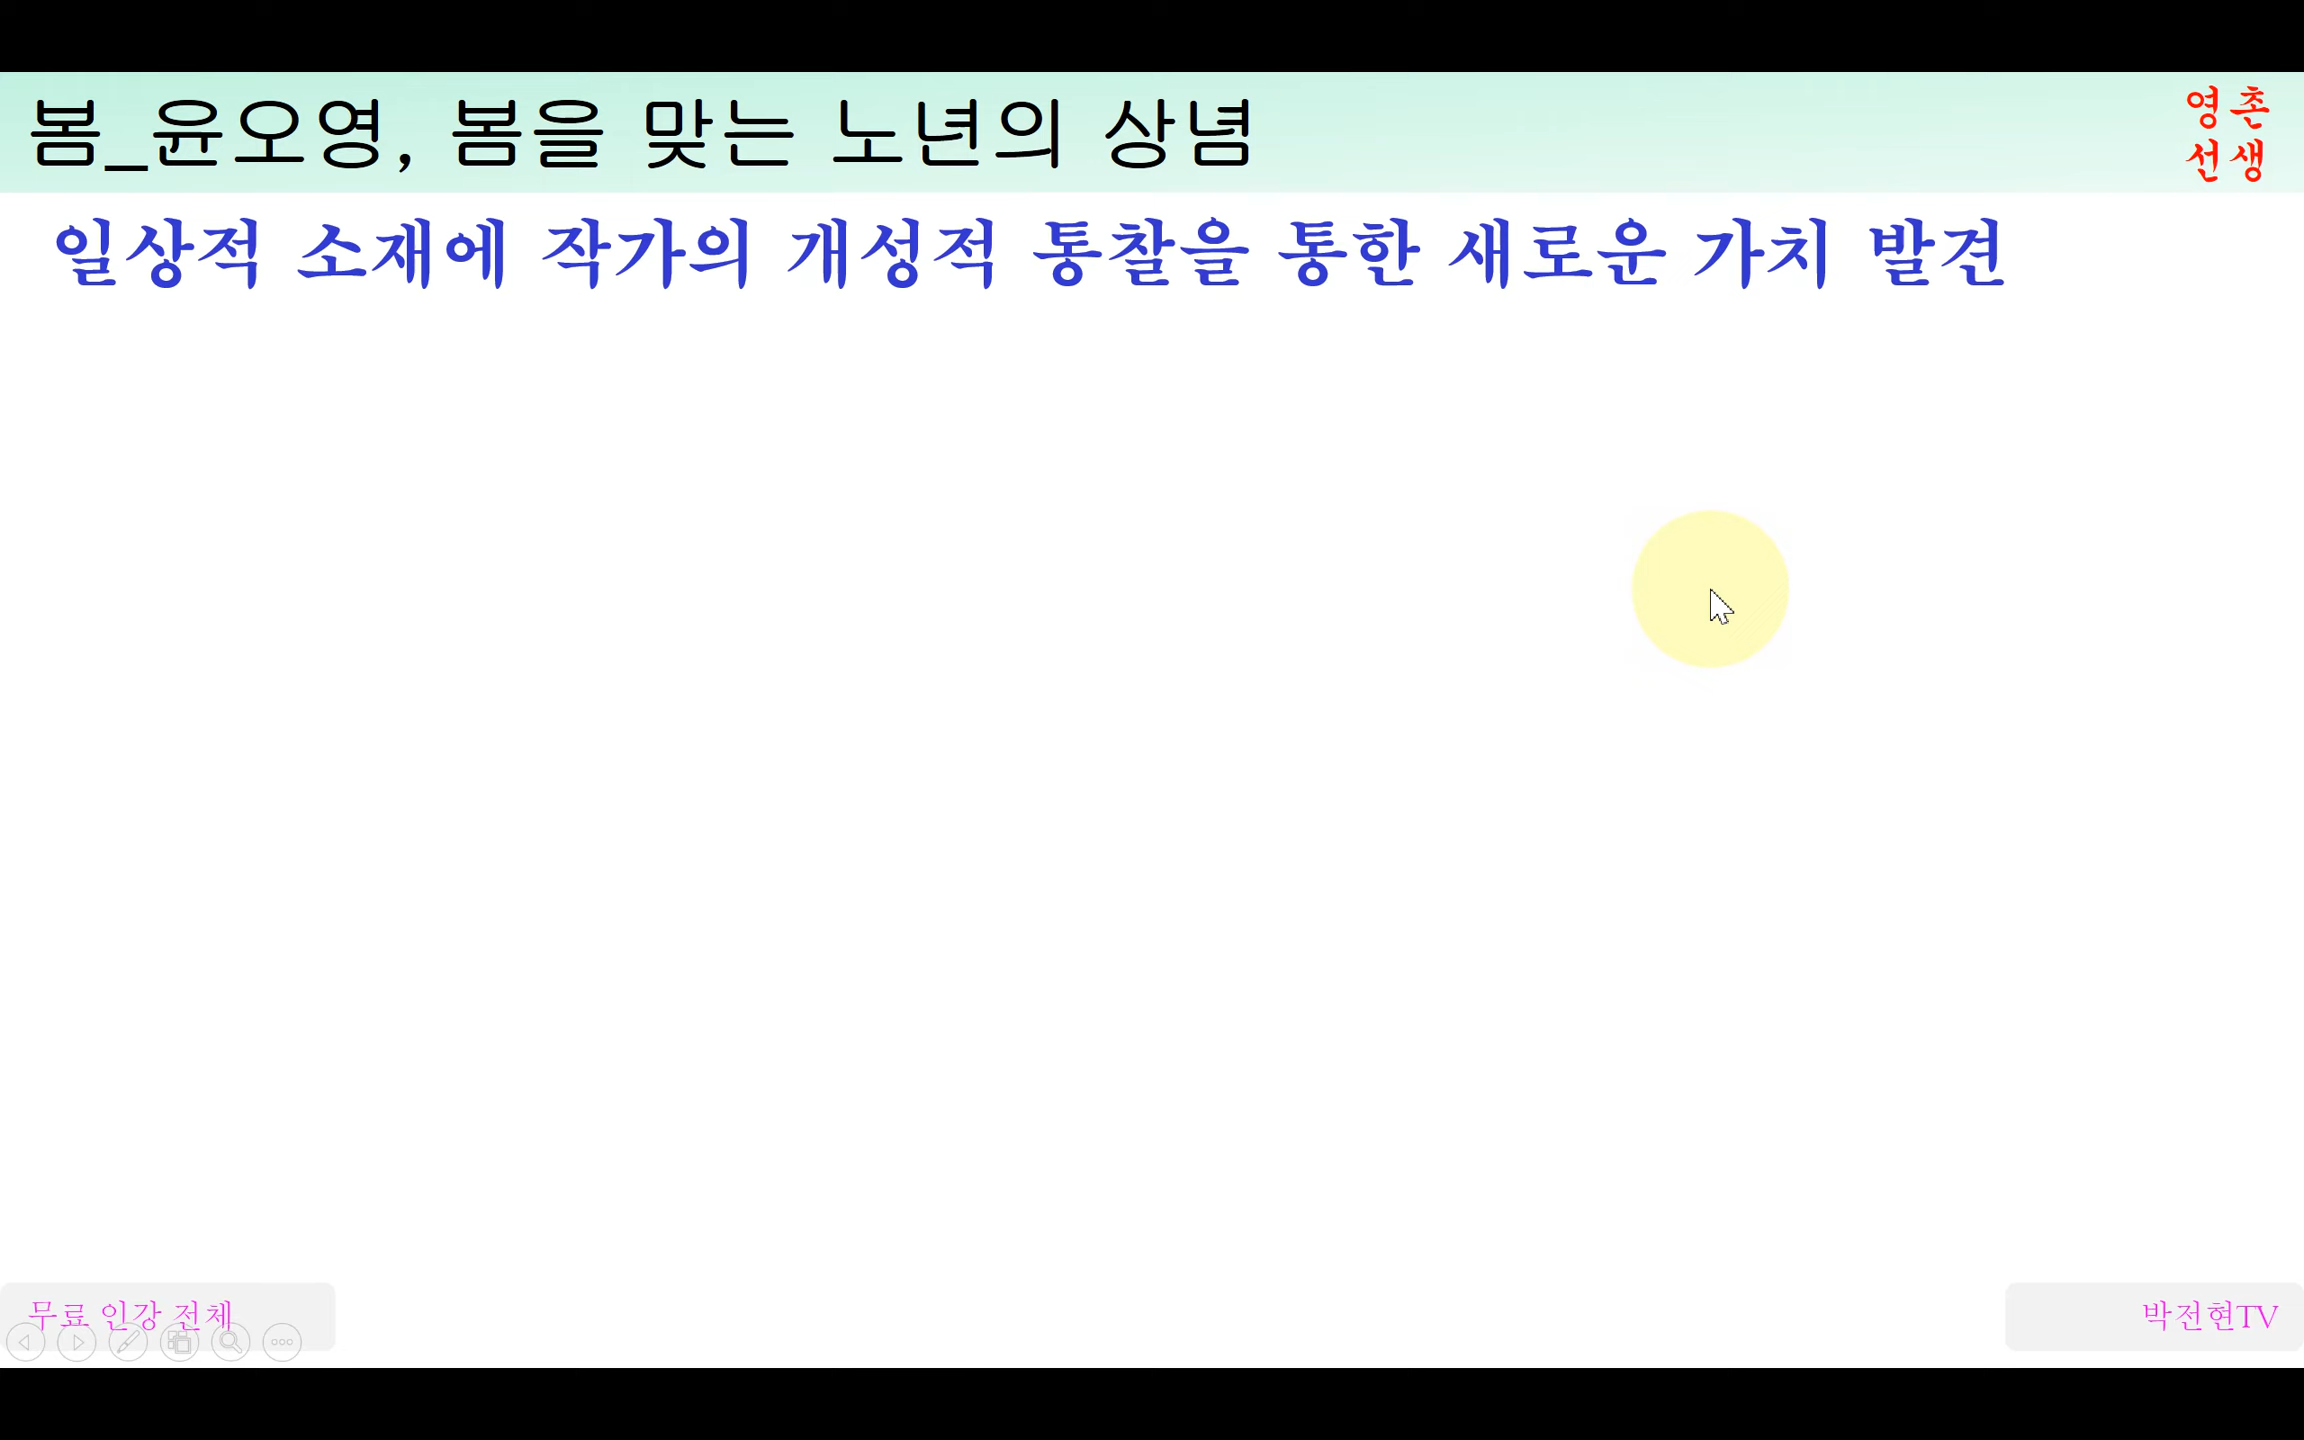 봄_윤오영, 봄을 맞는 노년의 상념
영촌
선생
일상적 소재에 작가의 개성적 통찰을 통한 새로운 가치 발견
무료 인강 전체
박전현TV